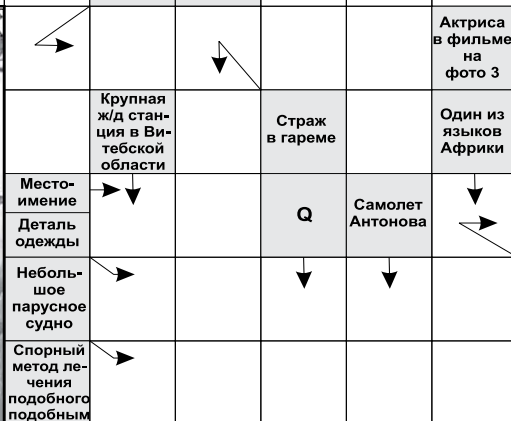 Актриса
в фильме
на
фото 3
Крупная
ж/д стан-
ция в Ви-
тебской
области
Страж
в гареме
Один из
языков
Африки
Место-
имение
Деталь
одежды
Q
Самолет
Антонова
Неболь-
шое
парусное
судно
Спорный
метод ле-
чения
подобного
подобным